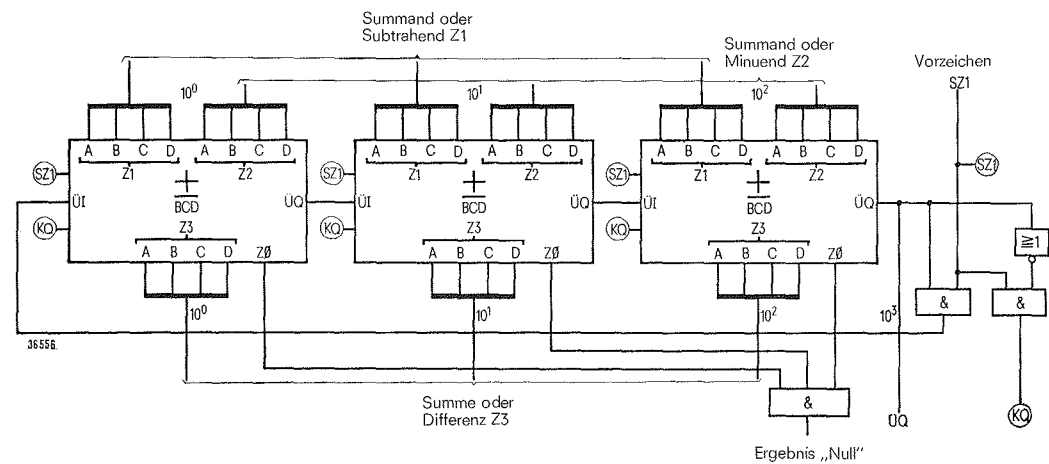 Summand oder
Subtrahend Z1
Summand oder
Minuend Z2
Vorzeichen
SZ1
10⁰
10¹
10²
A B C D A B C D
A B C D A B C D
A B C D A B C D
Z1 Z2
Z1 Z2
Z1 Z2
SZ1
SZ1
SZ1
SZ1
+
+
+
BCD
BCD
BCD
ÜI ÜQ
ÜI ÜQ
ÜI ÜQ
KQ
KQ
KQ
Z3
Z3
Z3
A B C D ZØ
A B C D ZØ
A B C D ZØ
≧1
&
&
10⁰
10¹
10²
10³
36556
&
Summe oder
Differenz Z3
ÜQ
KQ
Ergebnis „Null"